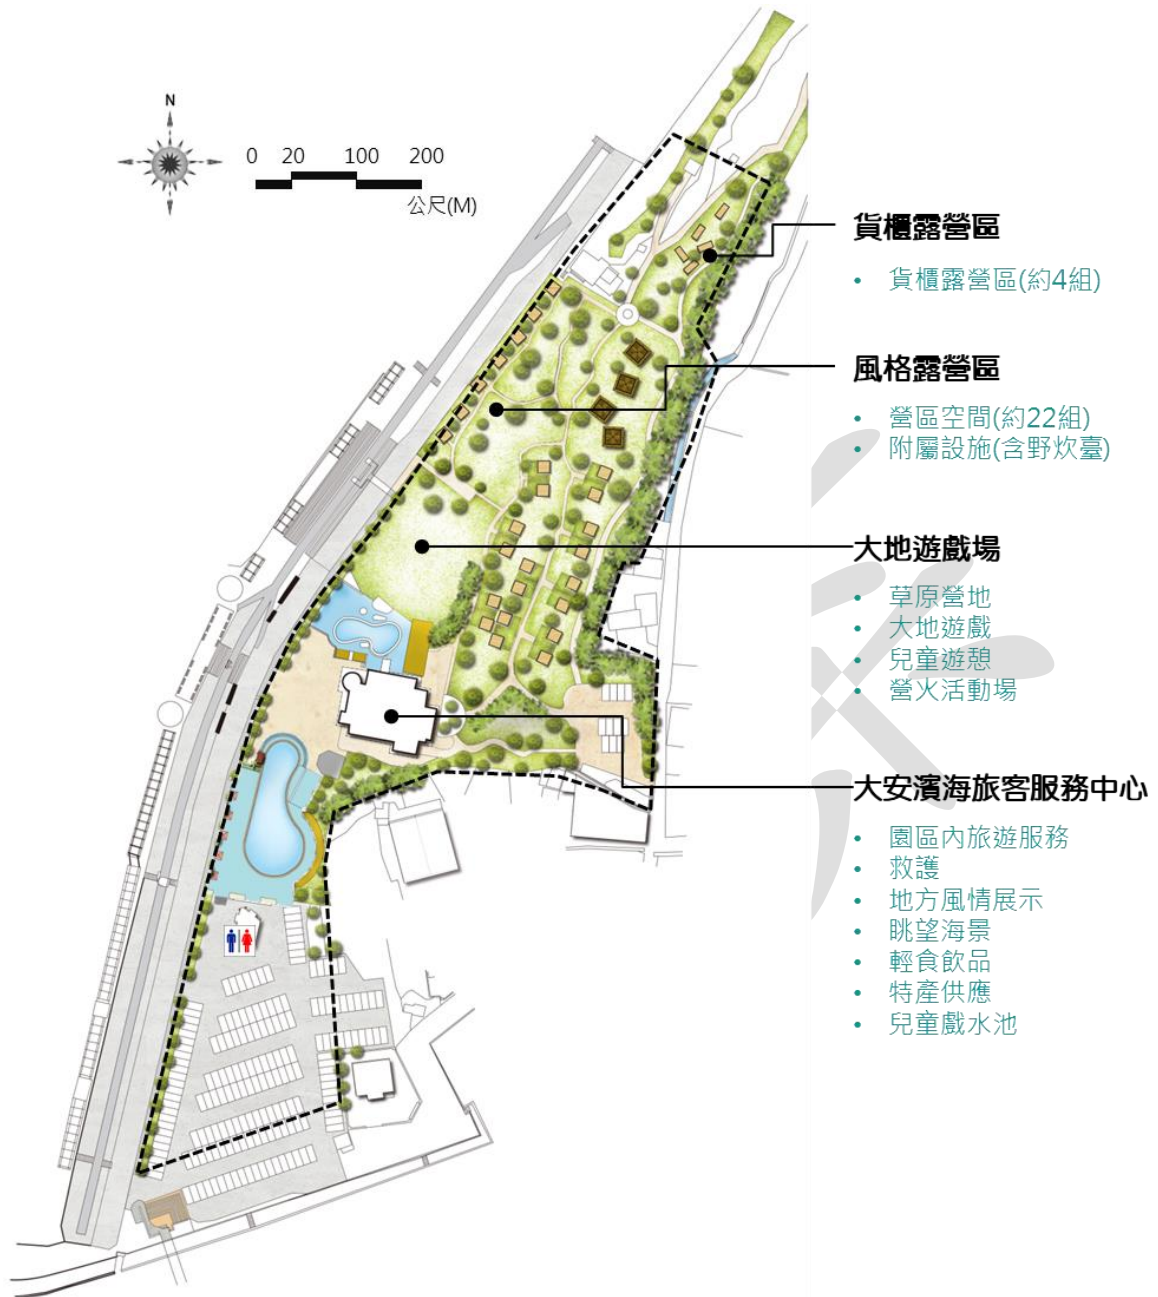 N
0 20 100 200
公尺(M)
貨櫃露營區
• 貨櫃露營區(約4組)
風格露營區
• 營區空間(約22組)
• 附屬設施(含野炊臺)
大地遊戲場
• 草原營地
• 大地遊戲
• 兒童遊憩
• 營火活動場
大安濱海旅客服務中心
• 園區內旅遊服務
• 救護
• 地方風情展示
• 眺望海景
• 輕食飲品
• 特產供應
• 兒童戲水池